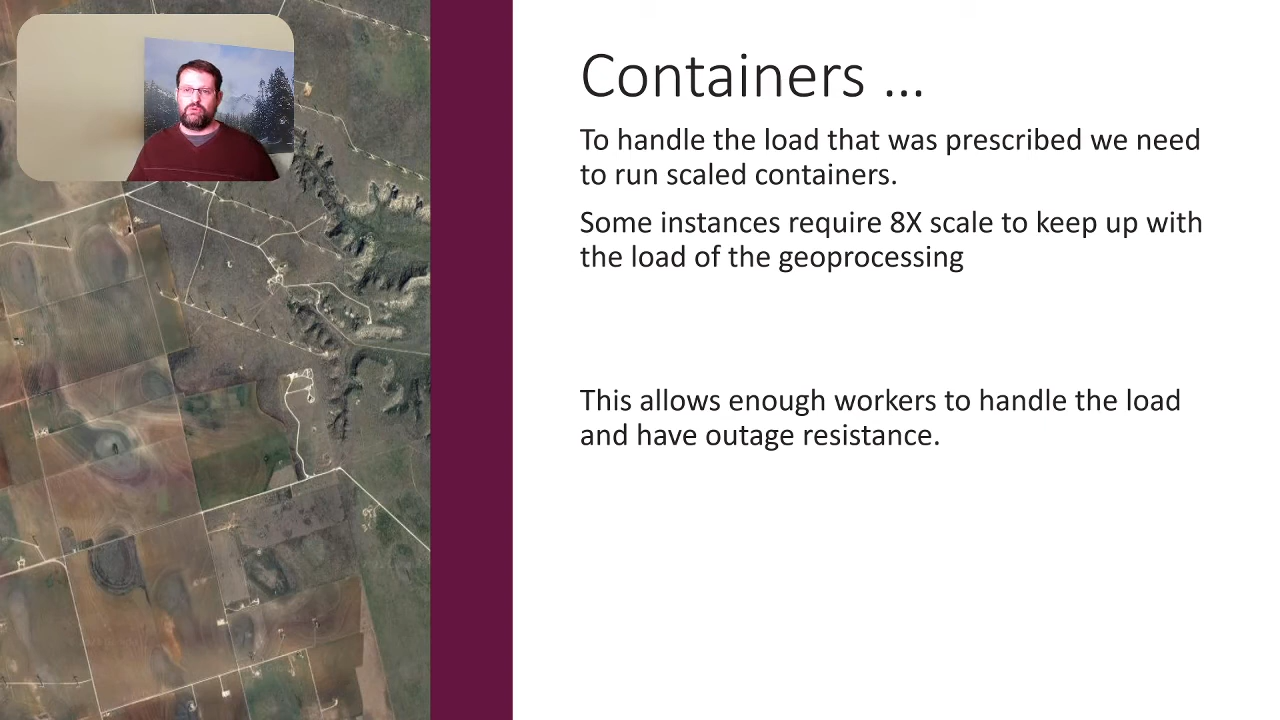 Containers ...
To handle the load that was prescribed we need
to run scaled containers.
Some instances require 8X scale to keep up with
the load of the geoprocessing
This allows enough workers to handle the load
and have outage resistance.